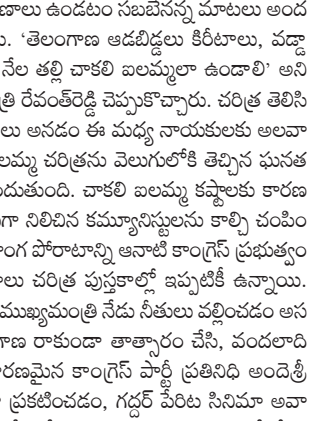 ణాలు ఉండటం సబబెనన్న మాటలు అంద
ు. ‘తెలంగాణ ఆడబిడ్డలు కిరీటాలు, వడ్డా
నేల తల్లి చాకలి ఐలమ్మలా ఉండాలి’ అని
త్రి రేవంత్‌రెడ్డి చెప్పుకొచ్చారు. చరిత్ర తెలిసి
లు అనడం ఈ మధ్య నాయకులకు అలవా
లమ్మ చరిత్రను వెలుగులోకి తెచ్చిన ఘనత
ందుతుంది. చాకలి ఐలమ్మ కష్టాలకు కారణ
గా నిలిచిన కమ్యూనిస్టులను కాల్చి చంపిం
ాంగ పోరాటాన్ని ఆనాటి కాంగ్రెస్ ప్రభుత్వం
లు చరిత్ర పుస్తకాల్లో ఇప్పటికీ ఉన్నాయి.
ముఖ్యమంత్రి నేడు నీతులు వల్లించడం అస
గాణ రాకుండా తాత్సారం చేసి, వందలాది
రణమైన కాంగ్రెస్ పార్టీ ప్రతినిధి అందెశ్రీ
ప్రకటించడం, గద్దర్ పేరిట సినిమా అవా